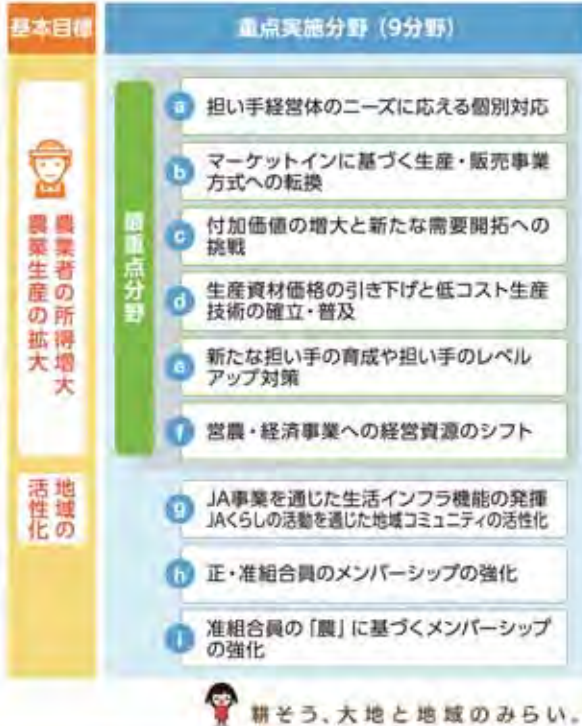 基本目標
重点実施分野（9分野）
農業者の所得増大
農業生産の拡大
最重点分野
a 担い手経営体のニーズに応える個別対応
b マーケットインに基づく生産・販売事業
方式への転換
c 付加価値の増大と新たな需要開拓への
挑戦
d 生産資材価格の引き下げと低コスト生産
技術の確立・普及
e 新たな担い手の育成や担い手のレベル
アップ対策
f 営農・経済事業への経営資源のシフト
地域の
活性化
g JA事業を通じた生活インフラ機能の発揮
JAくらしの活動を通じた地域コミュニティの活性化
h 正・准組合員のメンバーシップの強化
i 准組合員の「農」に基づくメンバーシップ
の強化
耕そう、大地と地域のみらい。